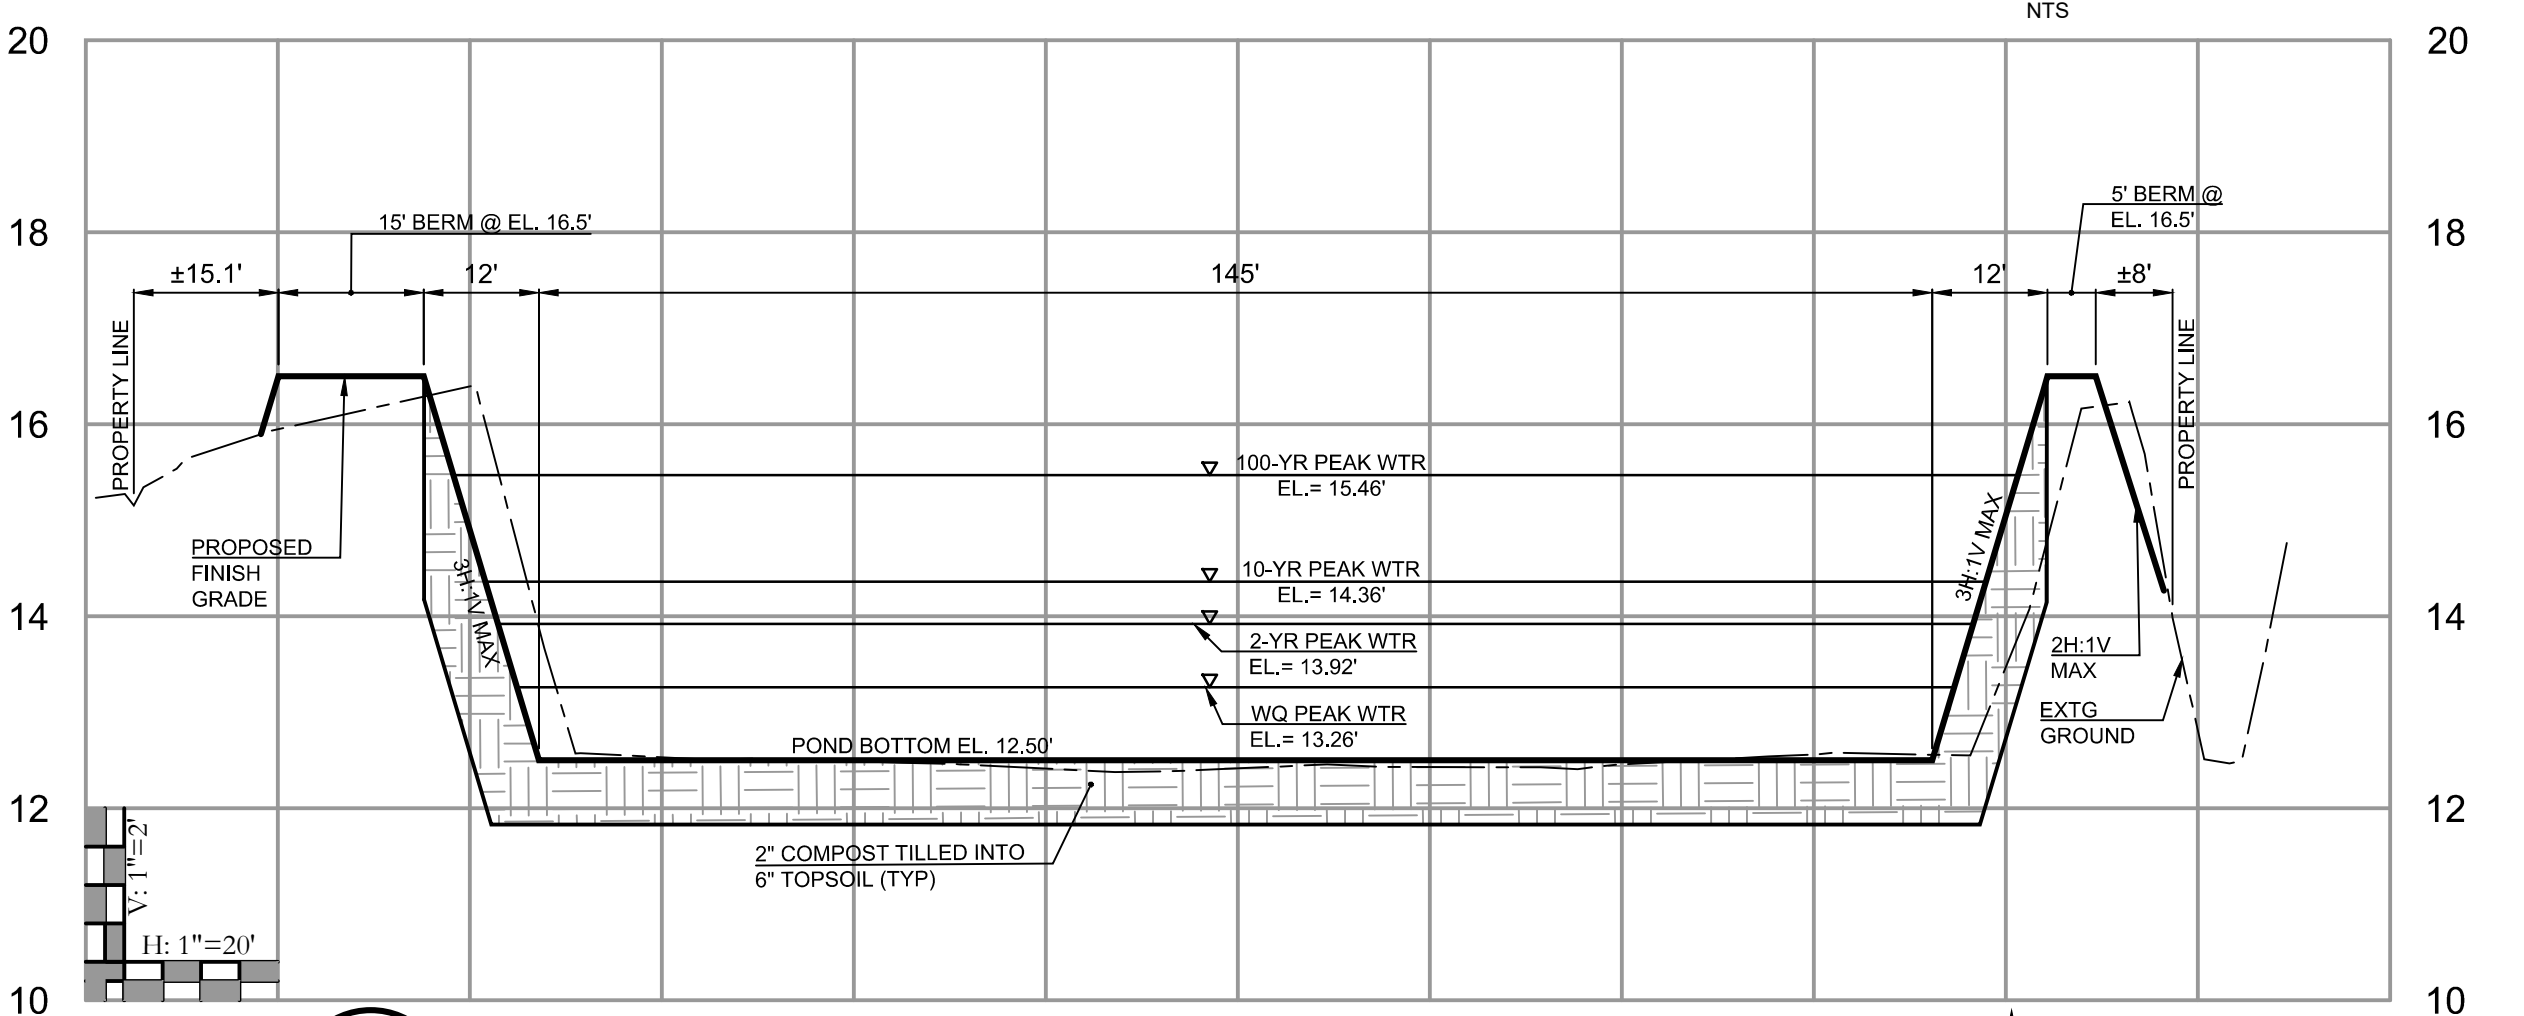 NTS
20
20
5' BERM @
EL. 16.5'
15' BERM @ EL. 16.5'
18
18
±15.1'
12'
145'
12'
±8'
PROPERTY LINE
PROPERTY LINE
16
16
100-YR PEAK WTR
EL.= 15.46'
3H:1V MAX
3H:1V MAX
PROPOSED
FINISH
GRADE
10-YR PEAK WTR
EL.= 14.36'
14
14
2-YR PEAK WTR
EL.= 13.92'
2H:1V
MAX
WQ PEAK WTR
EL.= 13.26'
EXTG
GROUND
POND BOTTOM EL. 12.50'
12
12
2" COMPOST TILLED INTO
6" TOPSOIL (TYP)
V: 1"=2'
H: 1"=20'
10
10